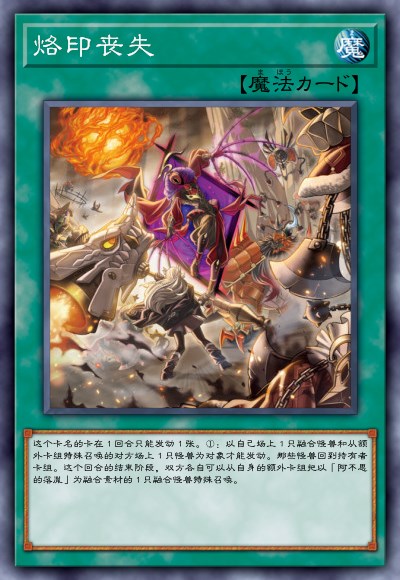 烙印丧失
魔
【魔法カード】
ま ほう
这个卡名的卡在1回合只能发动1张。①:以自己场上1只融合怪兽和从额
外卡组特殊召唤的对方场上1只怪兽为对象才能发动。那些怪兽回到持有者
卡组。这个回合的结束阶段,双方各自可以从自身的额外卡组把以「阿不思
的落胤」为融合素材的1只融合怪兽特殊召唤。